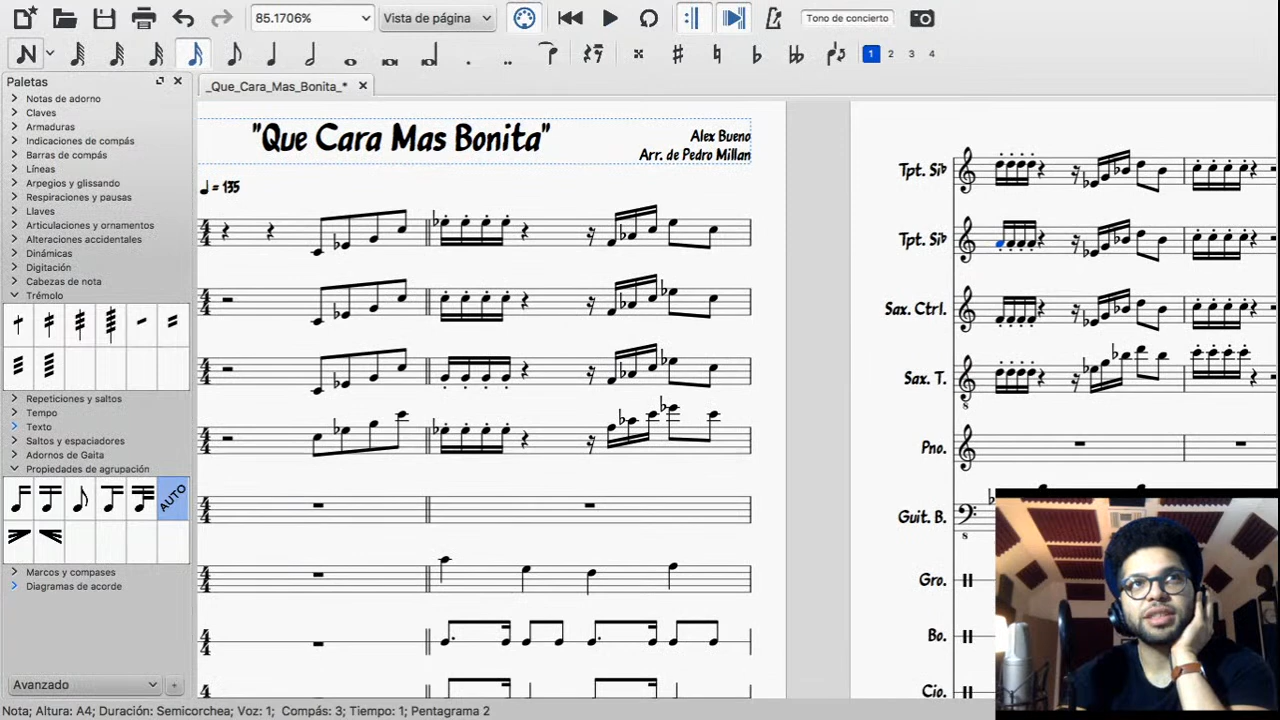 85.1706%
Vista de página
Tono de concierto
1 2 3 4
Paletas
_Que_Cara_Mas_Bonita_*
Notas de adorno
Claves
Armaduras
Indicaciones de compás
Barras de compás
Líneas
Arpegios y glissando
Respiraciones y pausas
Llaves
Articulaciones y ornamentos
Alteraciones accidentales
Dinámicas
Digitación
Cabezas de nota
Trémolo
Repeticiones y saltos
Tempo
Texto
Saltos y espaciadores
Adornos de Gaita
Propiedades de agrupación
AUTO
Marcos y compases
Diagramas de acorde
Avanzado
"Que Cara Mas Bonita"
Alex Bueno
Arr. de Pedro Millan
= 135
Tpt. Si♭
Tpt. Si♭
Sax. Ctrl.
Sax. T.
Pno.
Guit. B.
Gro.
Bo.
Cio.
Nota; Altura: A4; Duración: Semicorchea; Voz: 1; Compás: 3; Tiempo: 1; Pentagrama 2